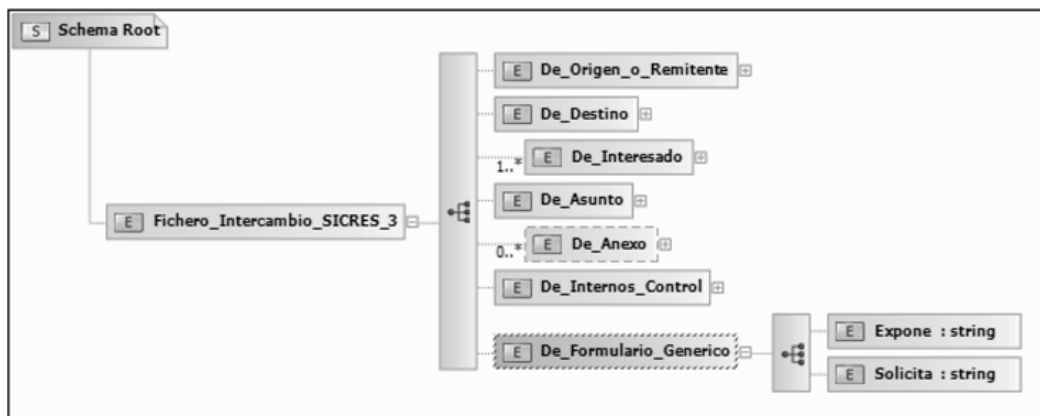 S Schema Root
E De_Origen_o_Remitente
E De_Destino
1..* E De_Interesado
E De_Asunto
E Fichero_Intercambio_SICRES_3
0..* E De_Anexo
E De_Internos_Control
E De_Formulario_Generico
E Expone : string
E Solicita : string